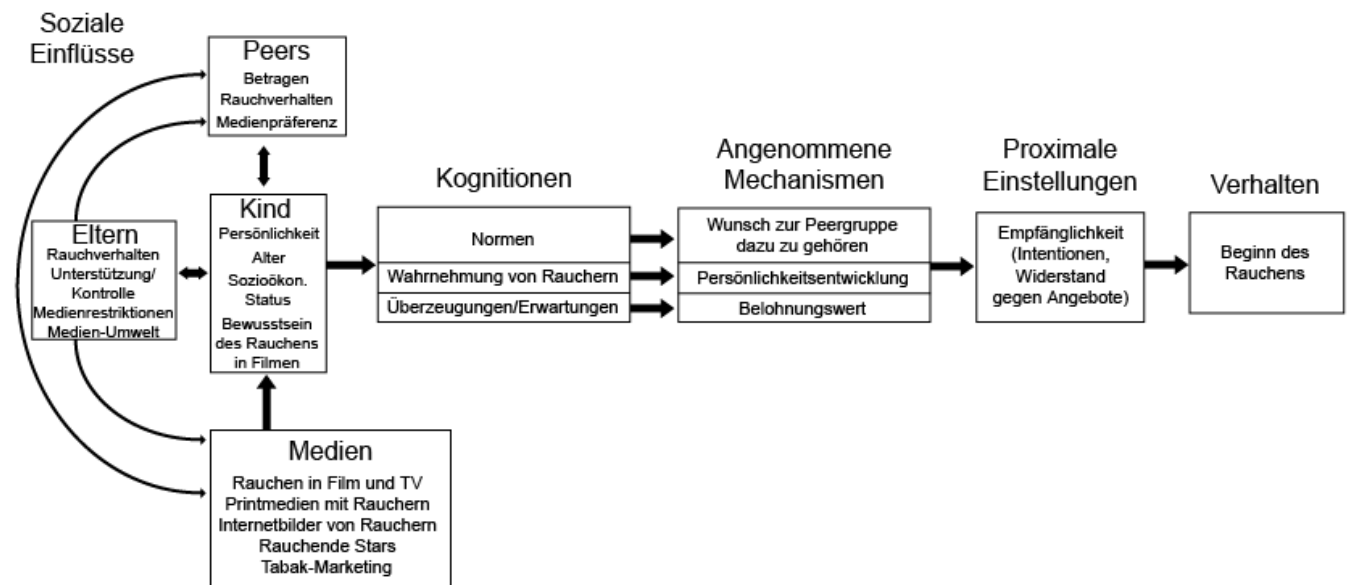 Soziale
Einflüsse
Peers
Betragen
Rauchverhalten
Medienpräferenz
Eltern
Rauchverhalten
Unterstützung/
Kontrolle
Medienrestriktionen
Medien-Umwelt
Kind
Persönlichkeit
Alter
Sozioökon.
Status
Bewusstsein
des Rauchens
in Filmen
Medien
Rauchen in Film und TV
Printmedien mit Rauchern
Internetbilder von Rauchern
Rauchende Stars
Tabak-Marketing
Kognitionen
Normen
Wahrnehmung von Rauchern
Überzeugungen/Erwartungen
Angenommene
Mechanismen
Wunsch zur Peergruppe
dazu zu gehören
Persönlichkeitsentwicklung
Belohnungswert
Proximale
Einstellungen
Empfänglichkeit
(Intentionen,
Widerstand
gegen Angebote)
Verhalten
Beginn des
Rauchens